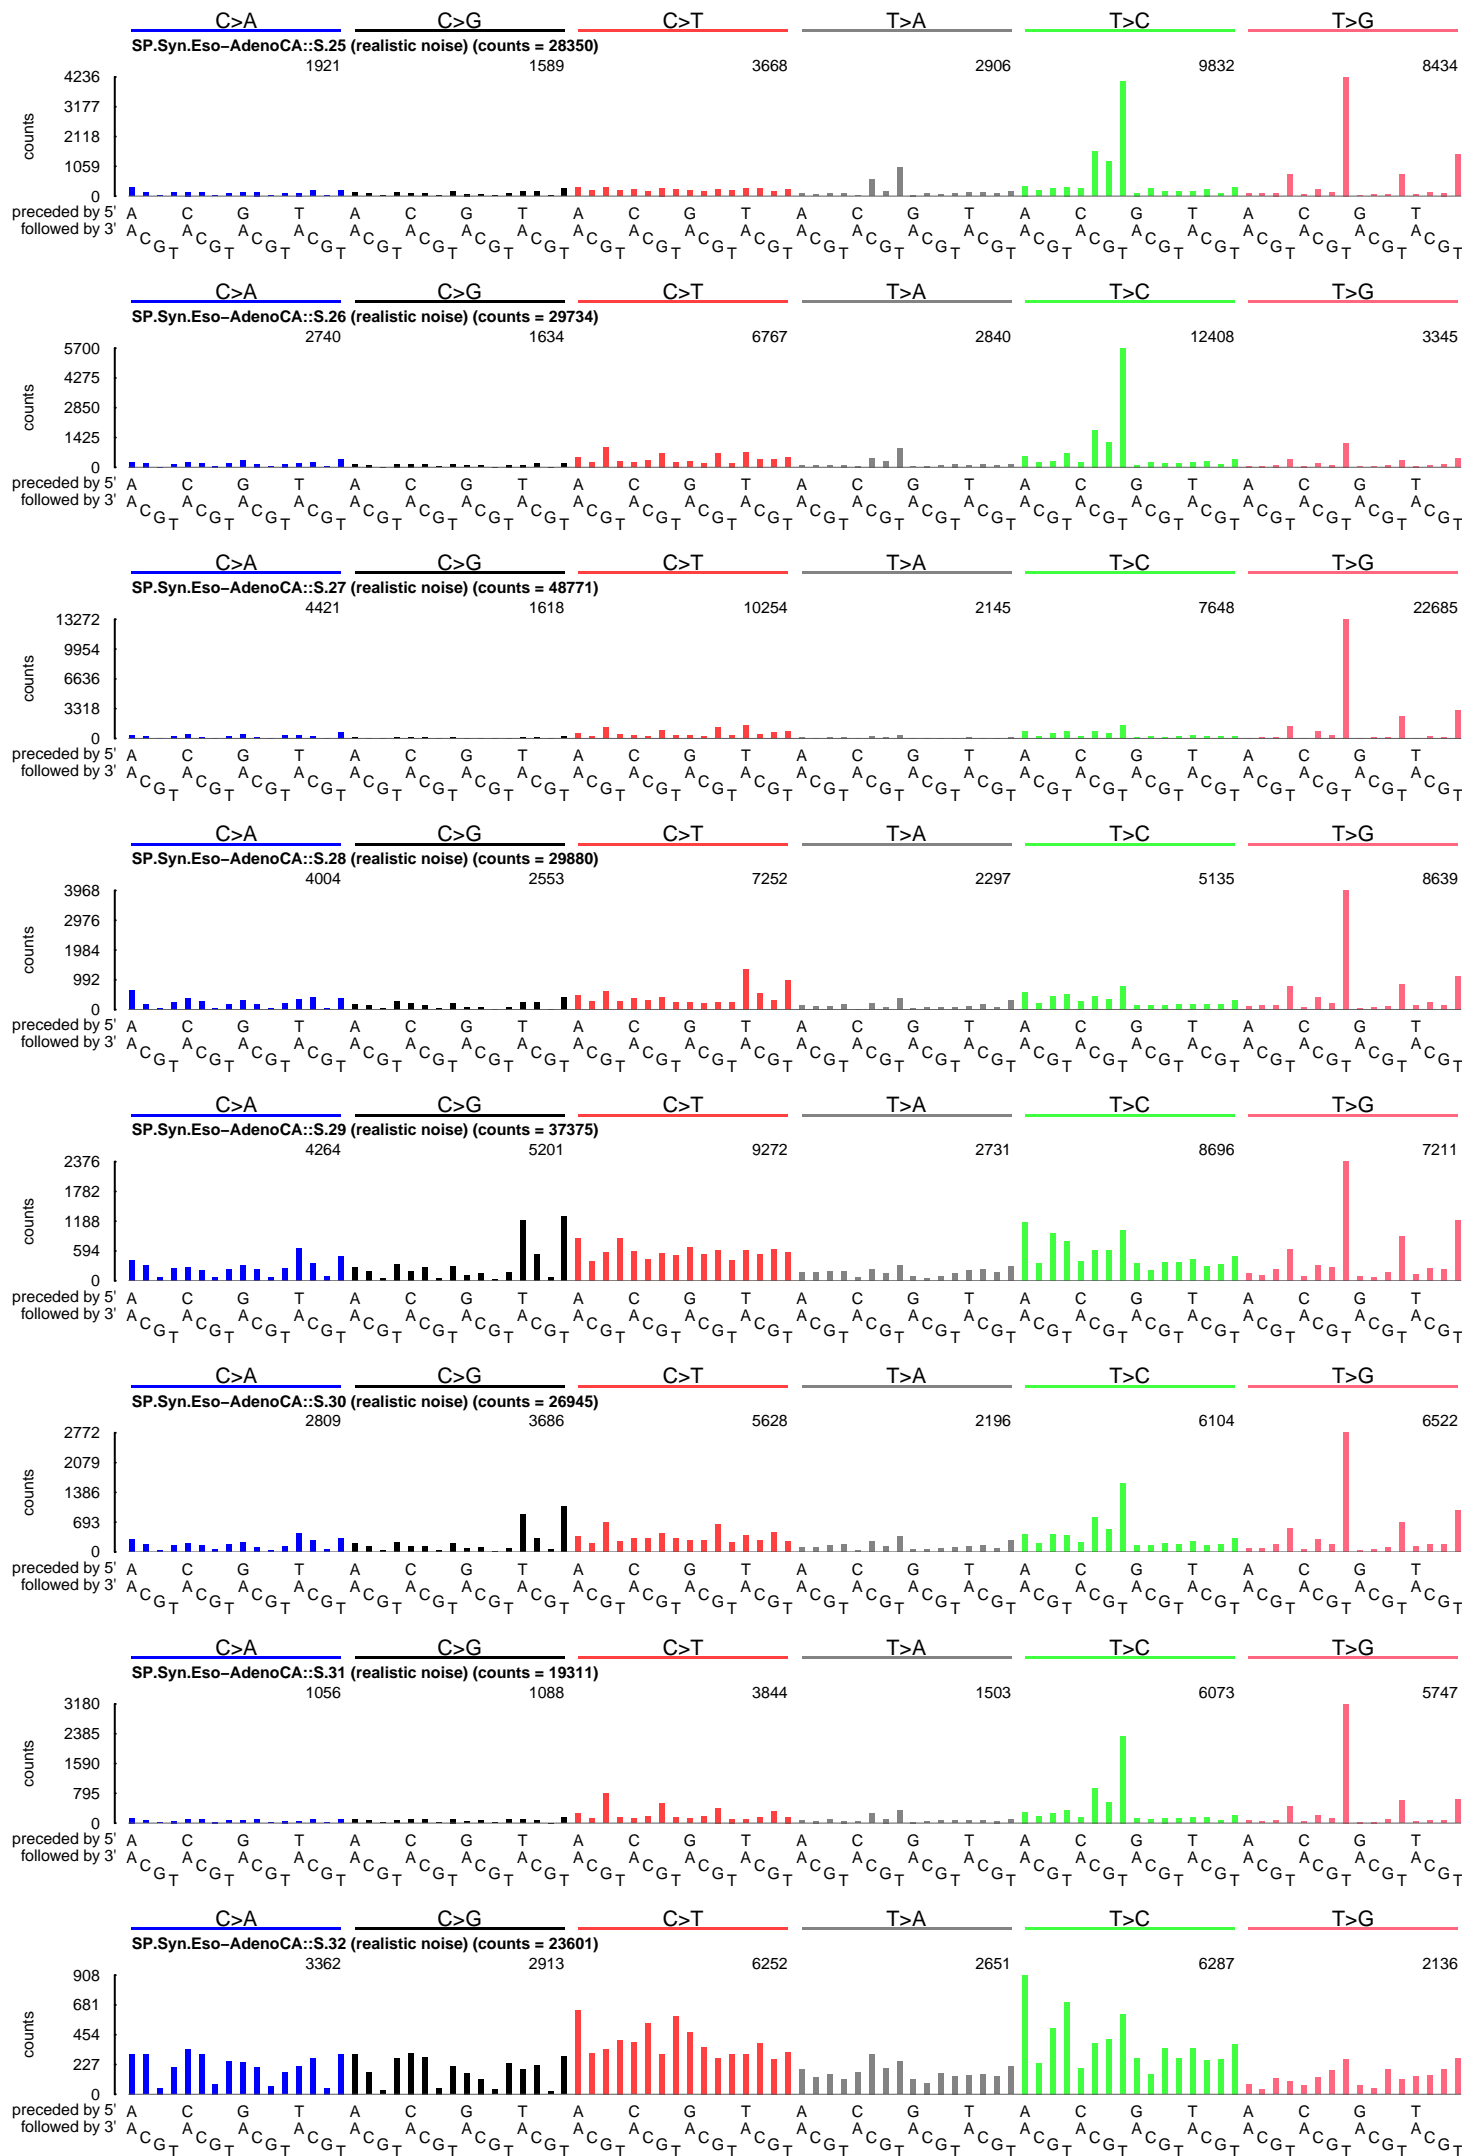 C>A C>G C>T T>A T>C T>G
SP.Syn.Eso−AdenoCA::S.25 (realistic noise) (counts = 28350)
1921 1589 3668 2906 9832 8434
4236
3177
2118
1059
0
counts
preceded by 5' A C G T A C G T A C G T A C G T A C G T A C G T
followed by 3' A C G T A C G T A C G T A C G T A C G T A C G T A C G T A C G T A C G T A C G T A C G T A C G T A C G T A C G T A C G T A C G T A C G T A C G T A C G T A C G T A C G T A C G T A C G T A C G T
C>A C>G C>T T>A T>C T>G
SP.Syn.Eso−AdenoCA::S.26 (realistic noise) (counts = 29734)
2740 1634 6767 2840 12408 3345
5700
4275
2850
1425
0
counts
preceded by 5' A C G T A C G T A C G T A C G T A C G T A C G T
followed by 3' A C G T A C G T A C G T A C G T A C G T A C G T A C G T A C G T A C G T A C G T A C G T A C G T A C G T A C G T A C G T A C G T A C G T A C G T A C G T A C G T A C G T A C G T A C G T A C G T
C>A C>G C>T T>A T>C T>G
SP.Syn.Eso−AdenoCA::S.27 (realistic noise) (counts = 48771)
4421 1618 10254 2145 7648 22685
13272
9954
6636
3318
0
counts
preceded by 5' A C G T A C G T A C G T A C G T A C G T A C G T
followed by 3' A C G T A C G T A C G T A C G T A C G T A C G T A C G T A C G T A C G T A C G T A C G T A C G T A C G T A C G T A C G T A C G T A C G T A C G T A C G T A C G T A C G T A C G T A C G T A C G T
C>A C>G C>T T>A T>C T>G
SP.Syn.Eso−AdenoCA::S.28 (realistic noise) (counts = 29880)
4004 2553 7252 2297 5135 8639
3968
2976
1984
992
0
counts
preceded by 5' A C G T A C G T A C G T A C G T A C G T A C G T
followed by 3' A C G T A C G T A C G T A C G T A C G T A C G T A C G T A C G T A C G T A C G T A C G T A C G T A C G T A C G T A C G T A C G T A C G T A C G T A C G T A C G T A C G T A C G T A C G T A C G T
C>A C>G C>T T>A T>C T>G
SP.Syn.Eso−AdenoCA::S.29 (realistic noise) (counts = 37375)
4264 5201 9272 2731 8696 7211
2376
1782
1188
594
0
counts
preceded by 5' A C G T A C G T A C G T A C G T A C G T A C G T
followed by 3' A C G T A C G T A C G T A C G T A C G T A C G T A C G T A C G T A C G T A C G T A C G T A C G T A C G T A C G T A C G T A C G T A C G T A C G T A C G T A C G T A C G T A C G T A C G T A C G T
C>A C>G C>T T>A T>C T>G
SP.Syn.Eso−AdenoCA::S.30 (realistic noise) (counts = 26945)
2809 3686 5628 2196 6104 6522
2772
2079
1386
693
0
counts
preceded by 5' A C G T A C G T A C G T A C G T A C G T A C G T
followed by 3' A C G T A C G T A C G T A C G T A C G T A C G T A C G T A C G T A C G T A C G T A C G T A C G T A C G T A C G T A C G T A C G T A C G T A C G T A C G T A C G T A C G T A C G T A C G T A C G T
C>A C>G C>T T>A T>C T>G
SP.Syn.Eso−AdenoCA::S.31 (realistic noise) (counts = 19311)
1056 1088 3844 1503 6073 5747
3180
2385
1590
795
0
counts
preceded by 5' A C G T A C G T A C G T A C G T A C G T A C G T
followed by 3' A C G T A C G T A C G T A C G T A C G T A C G T A C G T A C G T A C G T A C G T A C G T A C G T A C G T A C G T A C G T A C G T A C G T A C G T A C G T A C G T A C G T A C G T A C G T A C G T
C>A C>G C>T T>A T>C T>G
SP.Syn.Eso−AdenoCA::S.32 (realistic noise) (counts = 23601)
3362 2913 6252 2651 6287 2136
908
681
454
227
0
counts
preceded by 5' A C G T A C G T A C G T A C G T A C G T A C G T
followed by 3' A C G T A C G T A C G T A C G T A C G T A C G T A C G T A C G T A C G T A C G T A C G T A C G T A C G T A C G T A C G T A C G T A C G T A C G T A C G T A C G T A C G T A C G T A C G T A C G T